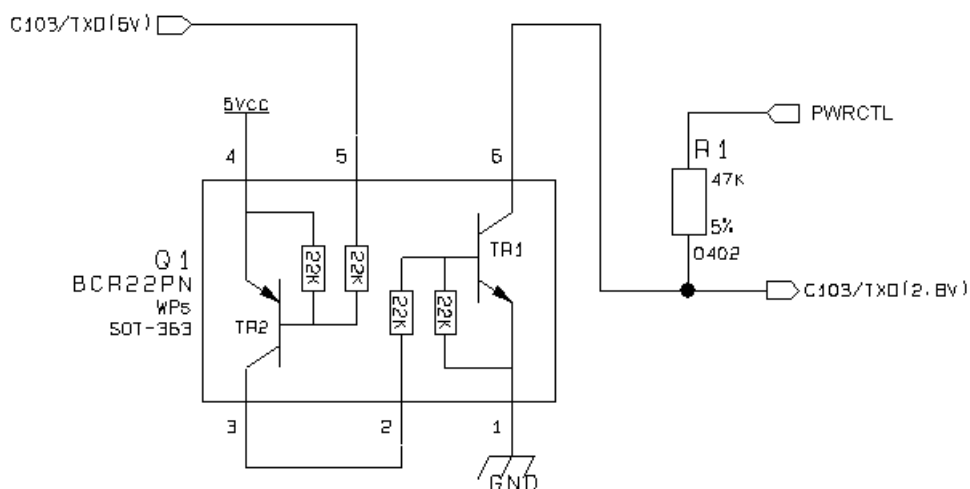 C103/TXD(5V)
5VCC
PWRCTL
4
5
6
R1
47K
5%
0402
Q1
BCR22PN
WPs
SOT-363
22K
22K
TR1
TR2
22K
22K
C103/TXD(2.8V)
3
2
1
GND